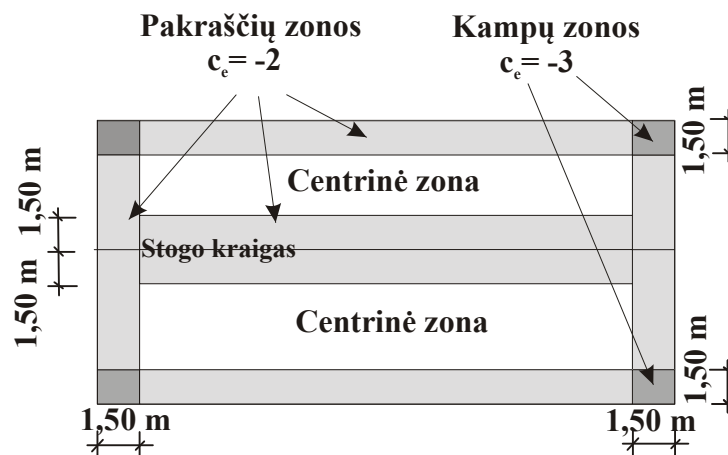 Pakraščių zonos
cₑ= -2
Kampų zonos
cₑ= -3
1,50 m
Centrinė zona
1,50 m
Stogo kraigas
1,50 m
Centrinė zona
1,50 m
1,50 m
1,50 m